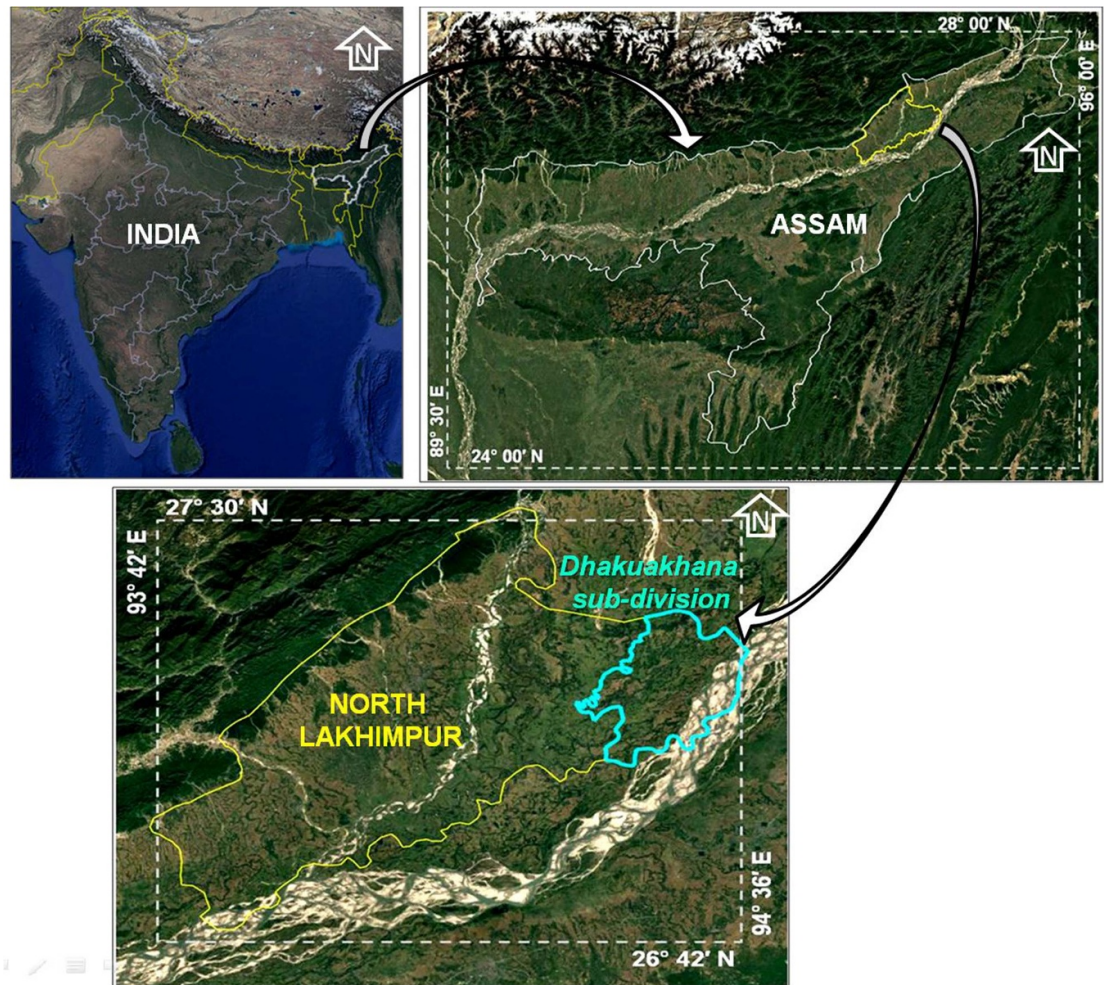 N
INDIA
28° 00′ N
96° 00′ E
N
ASSAM
89° 30′ E
24° 00′ N
27° 30′ N
N
93° 42′ E
Dhakuakhana
sub-division
NORTH
LAKHIMPUR
94° 36′ E
26° 42′ N